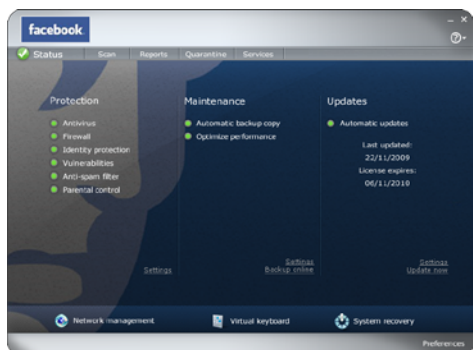 facebook
Status Scan Reports Quarantine Services
Protection
Antivirus
Firewall
Identity protection
Vulnerabilities
Anti-spam filter
Parental control
Settings
Maintenance
Automatic backup copy
Optimize performance
Settings
Backup online
Updates
Automatic updates
Last updated:
22/11/2009
License expires:
06/11/2010
Settings
Update now
Network management Virtual keyboard System recovery
Preferences